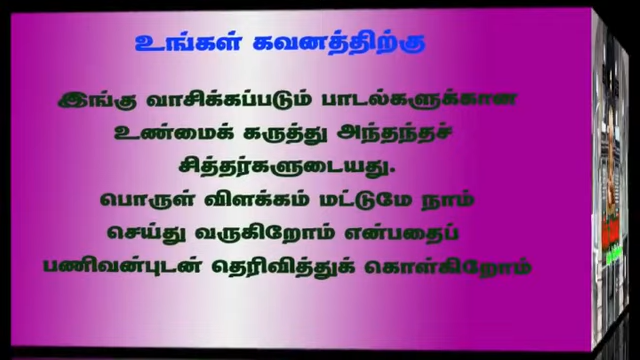 உங்கள் கவனத்திற்கு
இங்கு வாசிக்கப்படும் பாடல்களுக்கான
உண்மைக் கருத்து அந்தந்தச்
சித்தர்களுடையது.
பொருள் விளக்கம் மட்டுமே நாம்
செய்து வருகிறோம் என்பதைப்
பணிவன்புடன் தெரிவித்துக் கொள்கிறோம்